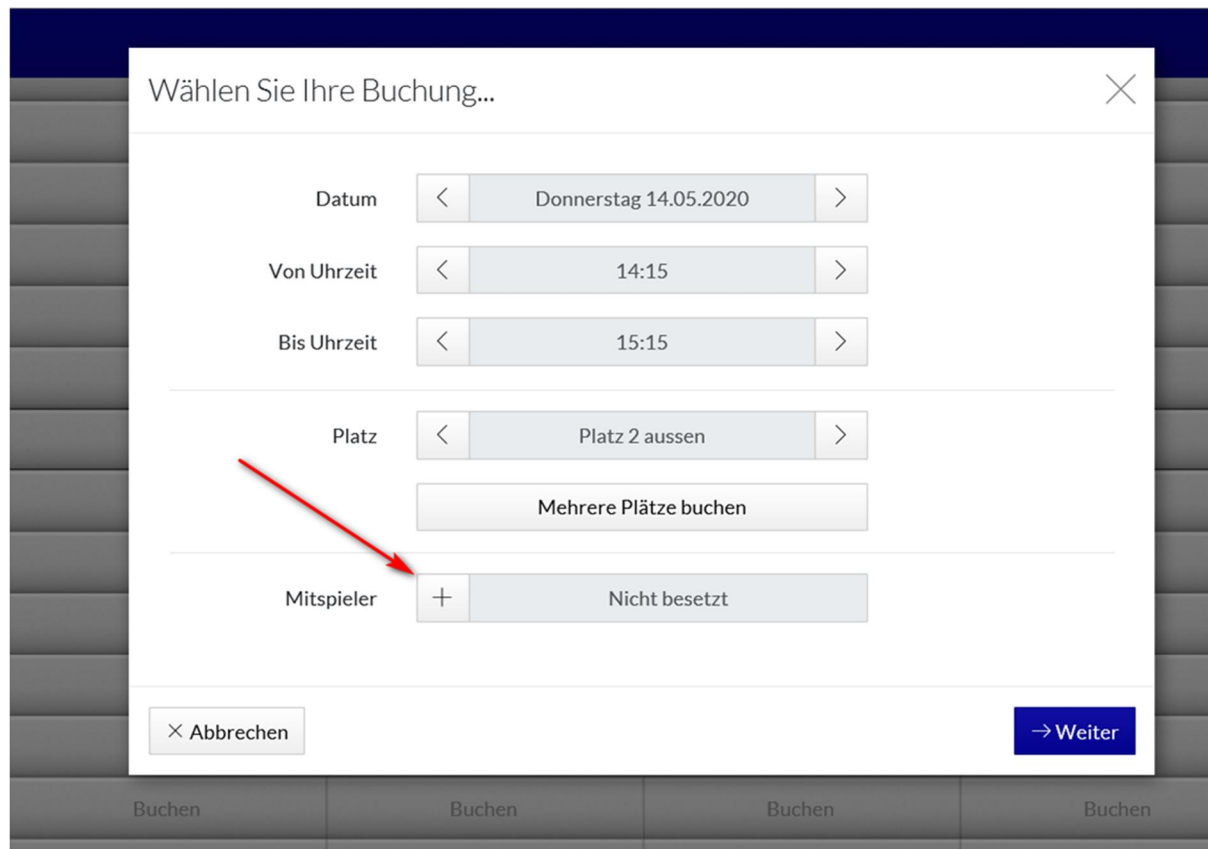 Wählen Sie Ihre Buchung...
Datum
Donnerstag 14.05.2020
Von Uhrzeit
14:15
Bis Uhrzeit
15:15
Platz
Platz 2 aussen
Mehrere Plätze buchen
Mitspieler
Nicht besetzt
Abbrechen
Weiter
Buchen Buchen Buchen Buchen